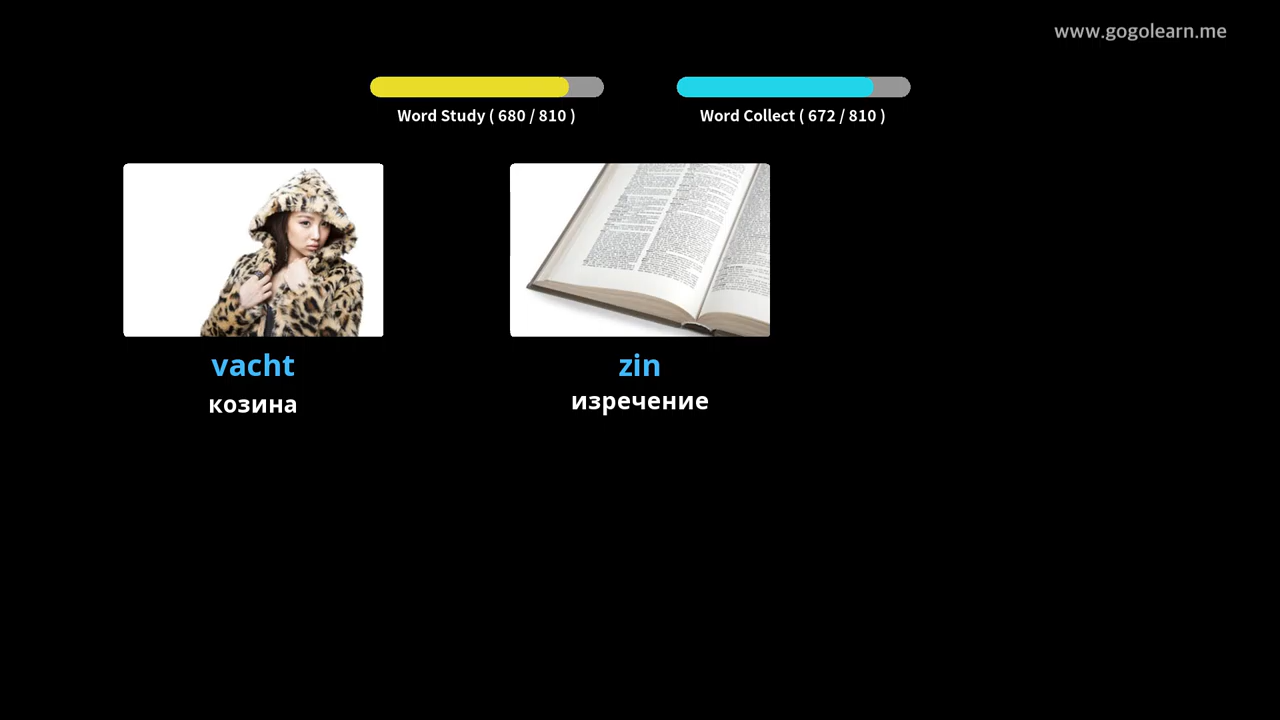 www.gogolearn.me
Word Study ( 680 / 810 )
Word Collect ( 672 / 810 )
vacht
козина
zin
изречение